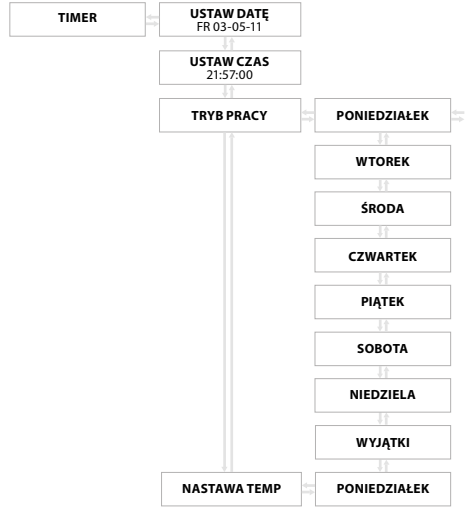 TIMER
USTAW DATĘ
FR 03-05-11
USTAW CZAS
21:57:00
TRYB PRACY
PONIEDZIAŁEK
WTOREK
ŚRODA
CZWARTEK
PIĄTEK
SOBOTA
NIEDZIELA
WYJĄTKI
NASTAWA TEMP
PONIEDZIAŁEK